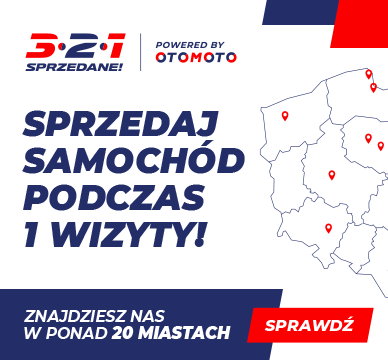 3·2·1
SPRZEDANE!
POWERED BY
OTOMOTO
SPRZEDAJ
SAMOCHÓD
PODCZAS
1 WIZYTY!
ZNAJDZIESZ NAS
W PONAD 20 MIASTACH
SPRAWDŹ